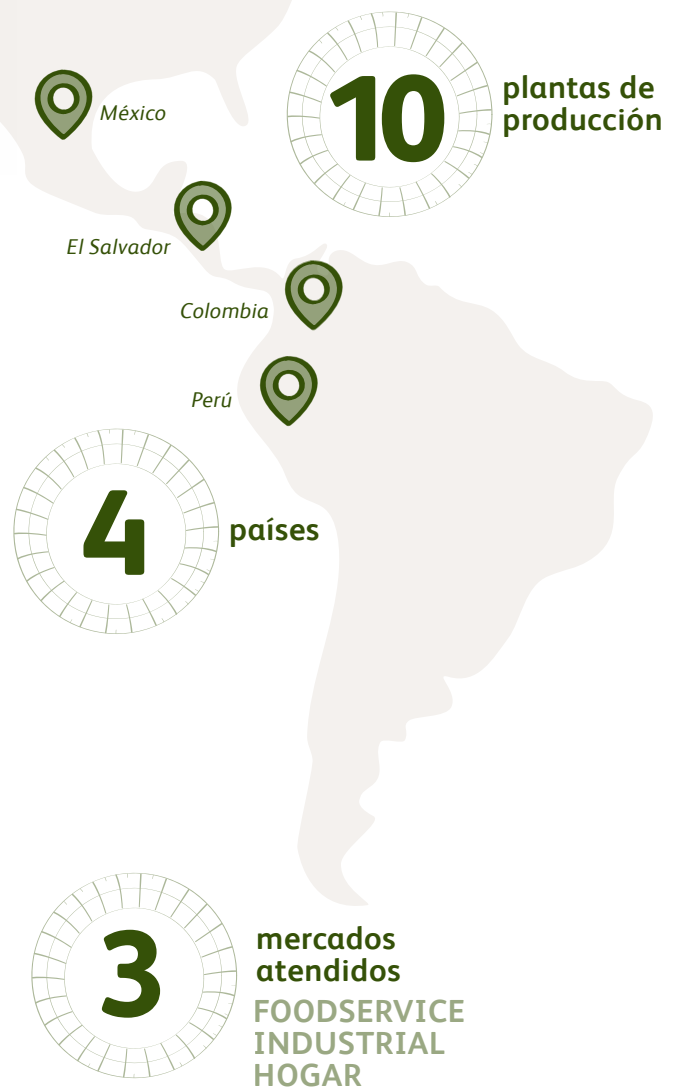 México
10
plantas de
producción
El Salvador
Colombia
Perú
4
países
3
mercados
atendidos
FOODSERVICE
INDUSTRIAL
HOGAR